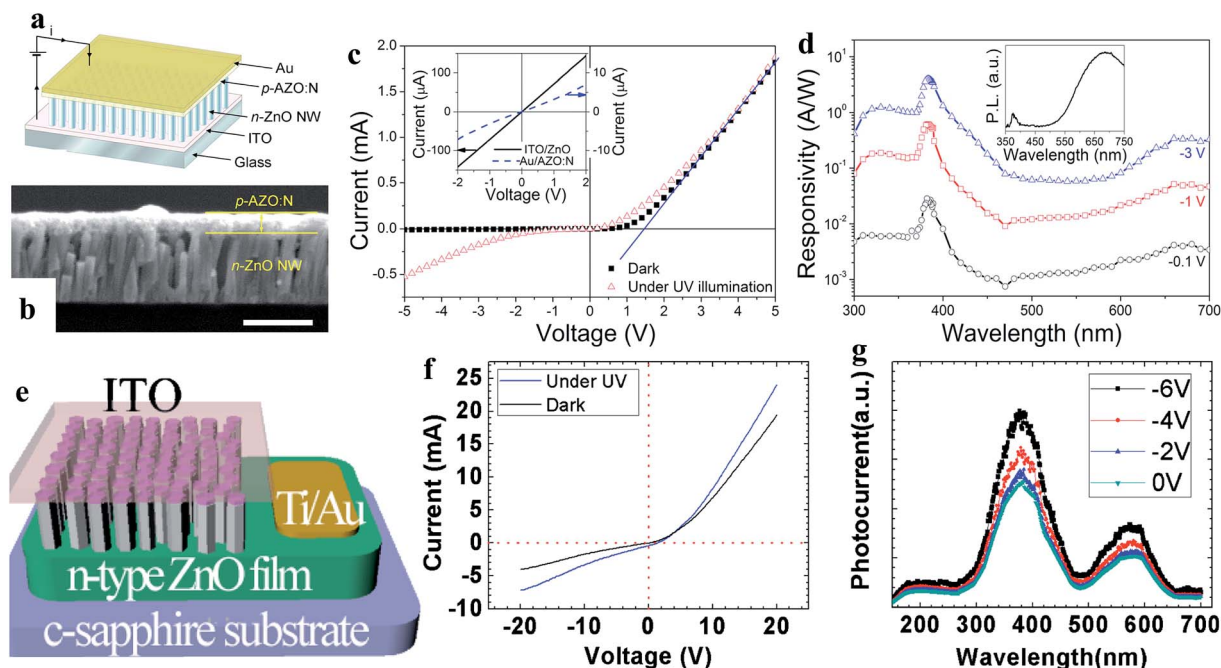 a
i
Au
p-AZO:N
n-ZnO NW
ITO
Glass
b
p-AZO:N
n-ZnO NW
c
Current (mA)
2.0
1.5
1.0
0.5
0.0
-0.5
-5 -4 -3 -2 -1 0 1 2 3 4 5
Voltage (V)
Dark
Under UV illumination
Current (μA)
100
50
0
-50
-100
10
0
-10
Current (μA)
-2 -1 0 1 2
Voltage (V)
ITO/ZnO
Au/AZO:N
d
Responsivity (A/W)
10¹
10⁰
10⁻¹
10⁻²
10⁻³
300 400 500 600 700
Wavelength (nm)
-3 V
-1 V
-0.1 V
P.L. (a.u.)
350 450 550 650 750
Wavelength (nm)
e
ITO
Ti/Au
n-type ZnO film
c-sapphire substrate
f
Under UV
Dark
Current (mA)
25
20
15
10
5
0
-5
-10
-20 -10 0 10 20
Voltage (V)
g
-6V
-4V
-2V
0V
Photocurrent(a.u.)
200 300 400 500 600 700
Wavelength(nm)